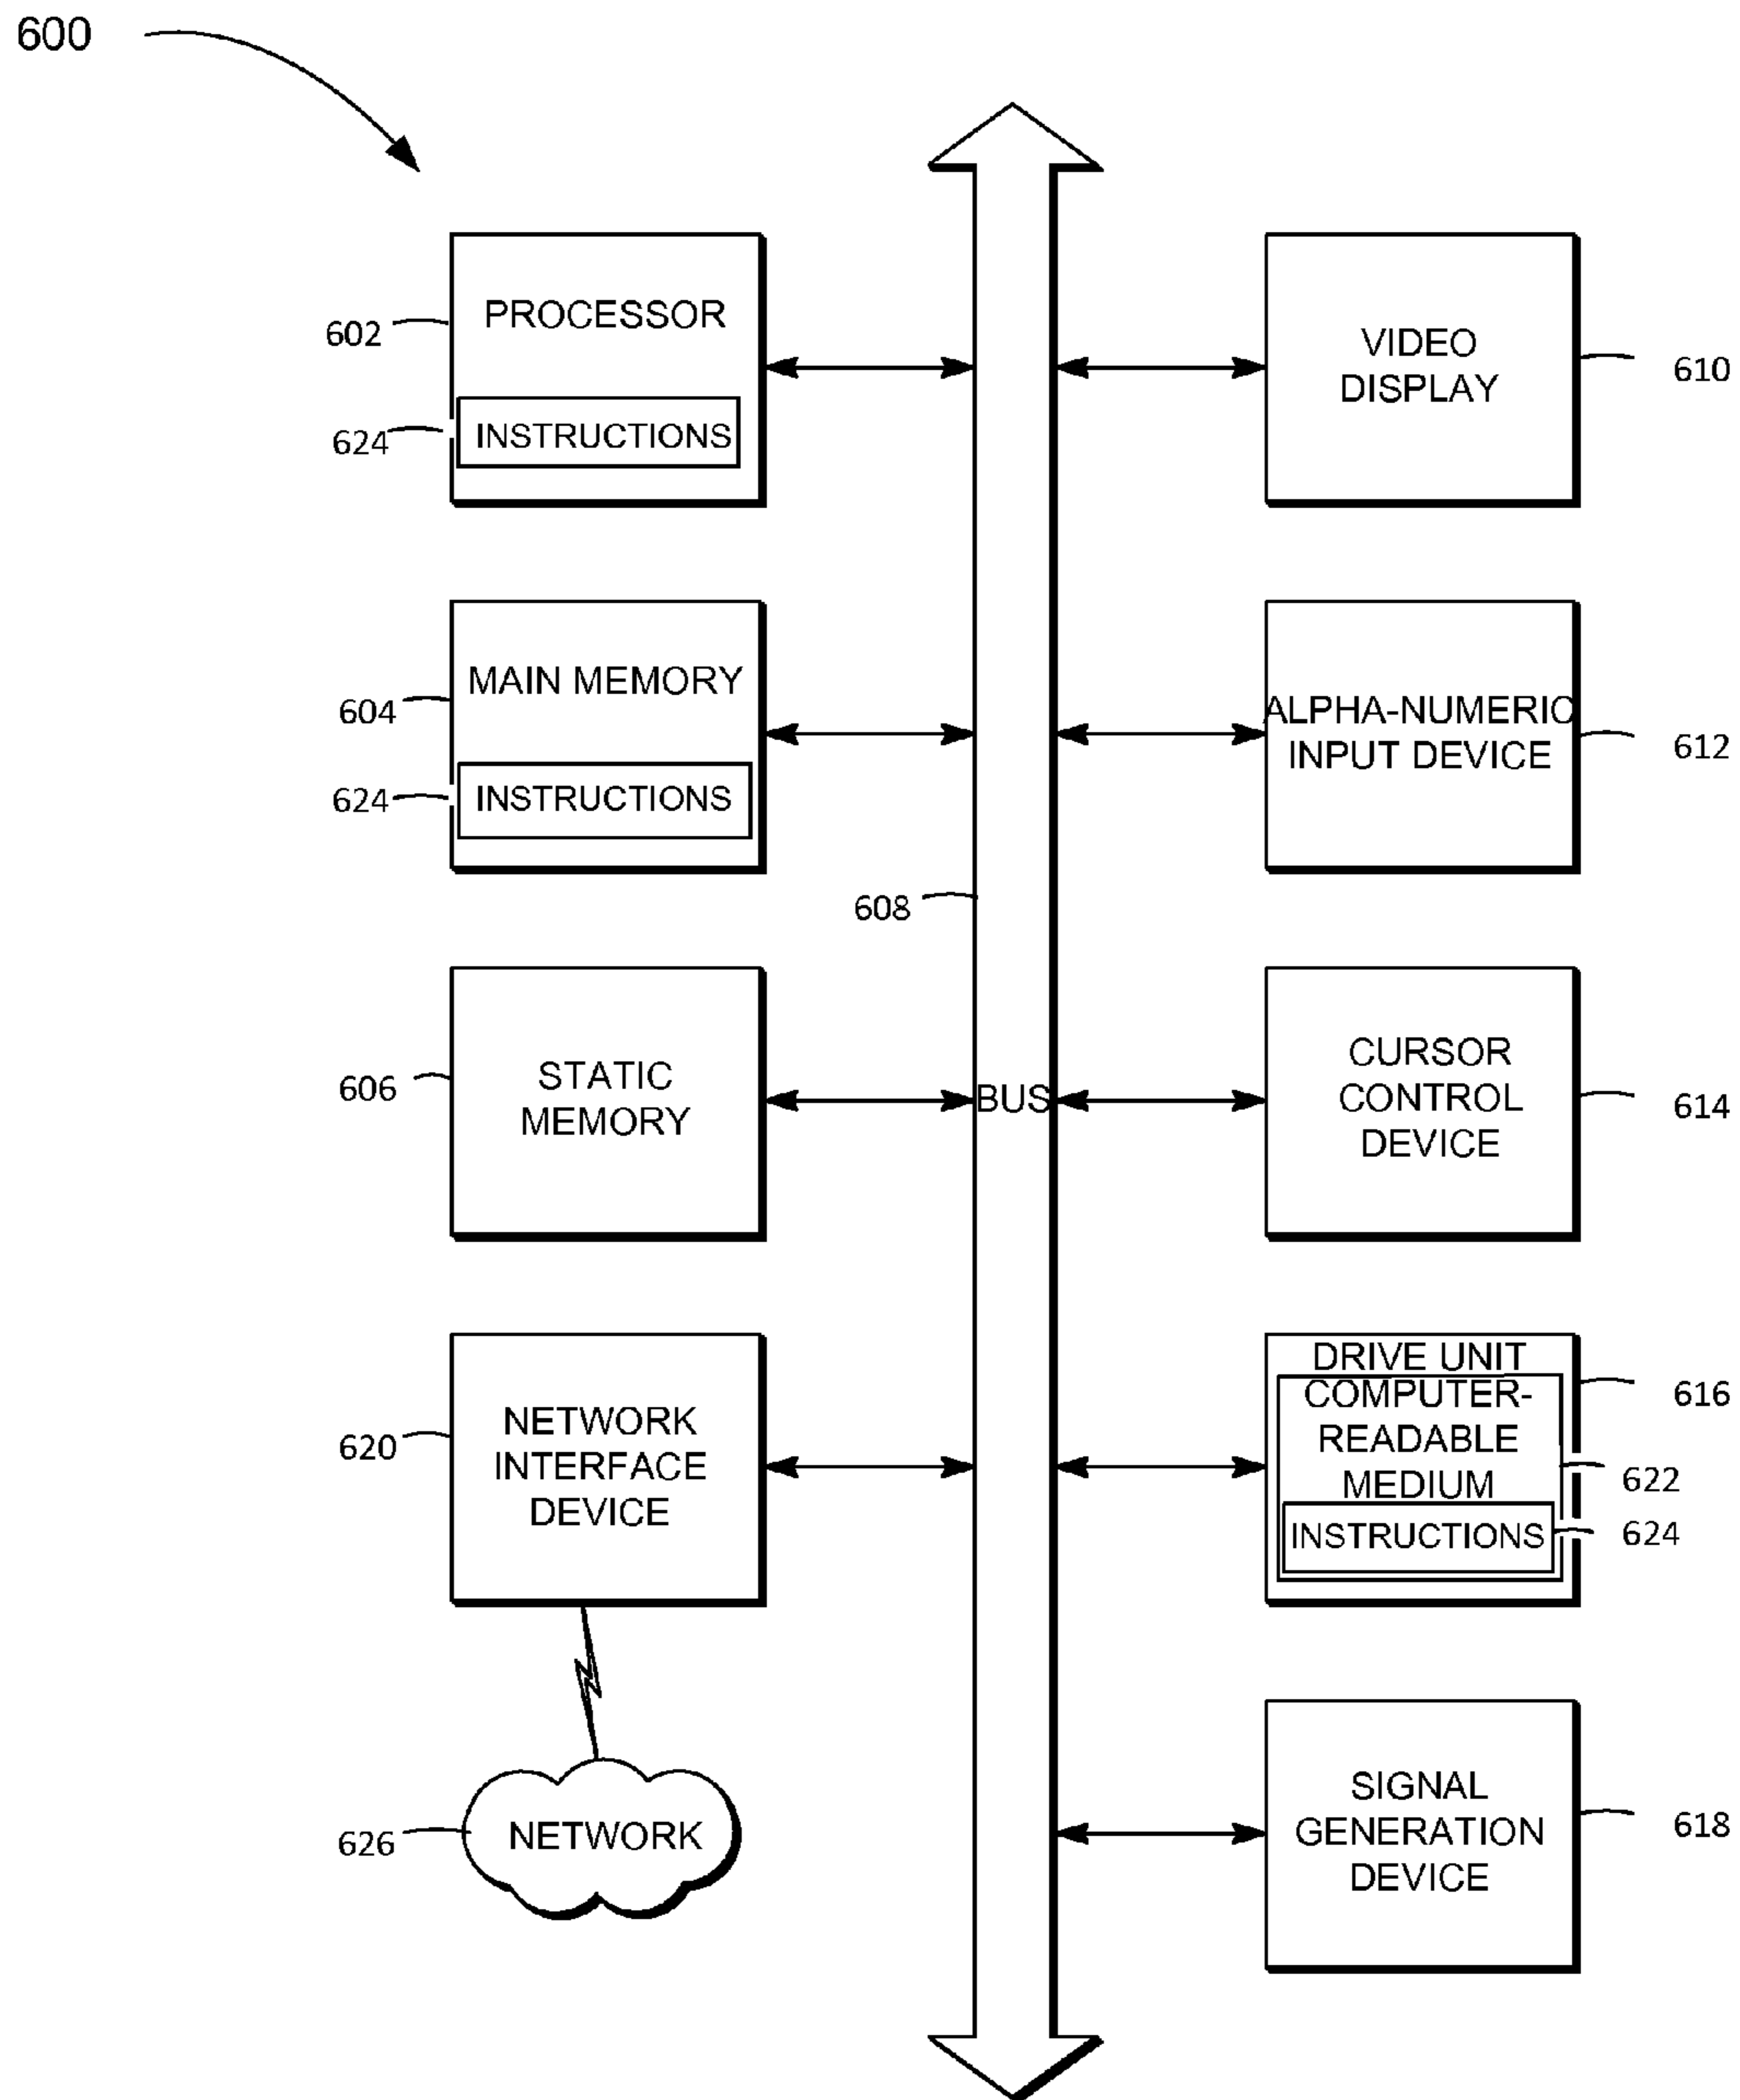 600
PROCESSOR
602
624
INSTRUCTIONS
VIDEO
DISPLAY
610
MAIN MEMORY
604
624
INSTRUCTIONS
ALPHA-NUMERIC
INPUT DEVICE
612
608
STATIC
MEMORY
606
BUS
CURSOR
CONTROL
DEVICE
614
NETWORK
INTERFACE
DEVICE
620
DRIVE UNIT
616
COMPUTER-
READABLE
MEDIUM
622
INSTRUCTIONS
624
NETWORK
626
SIGNAL
GENERATION
DEVICE
618